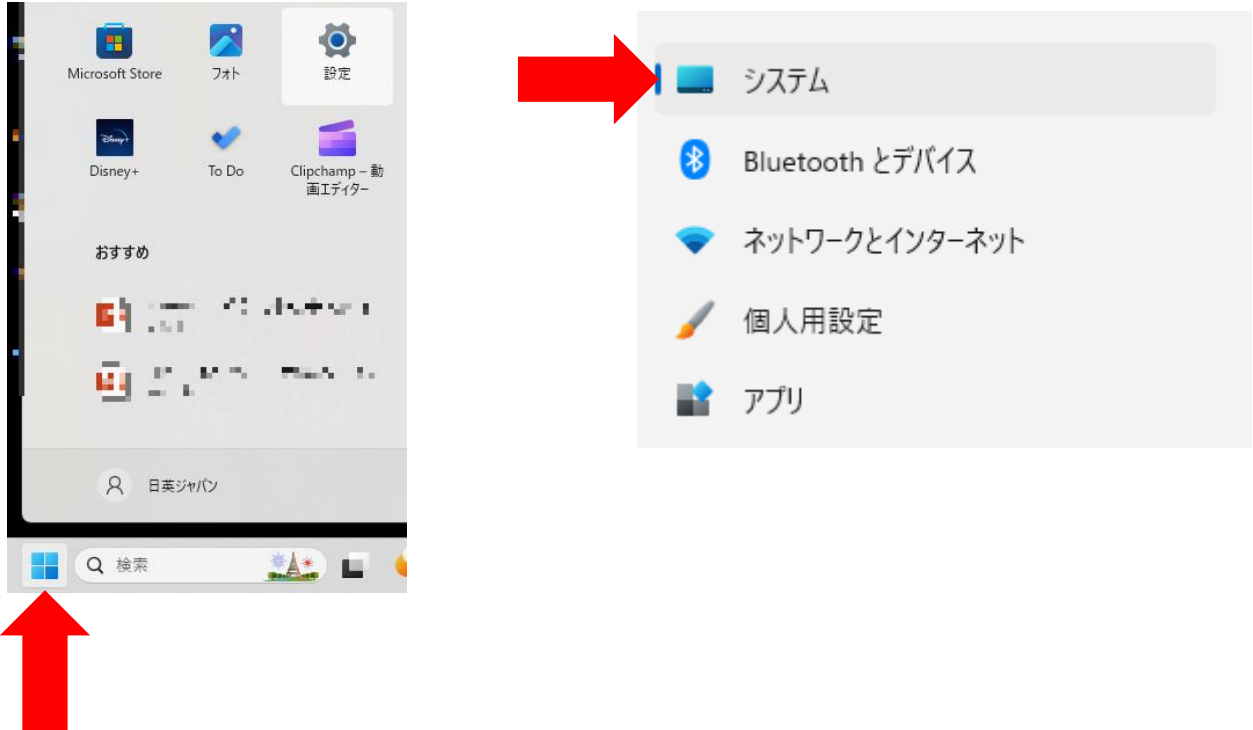 Microsoft Store
フォト
設定
Disney+
To Do
Clipchamp – 動
画エディター
おすすめ
日英ジャパン
検索
システム
Bluetooth とデバイス
ネットワークとインターネット
個人用設定
アプリ